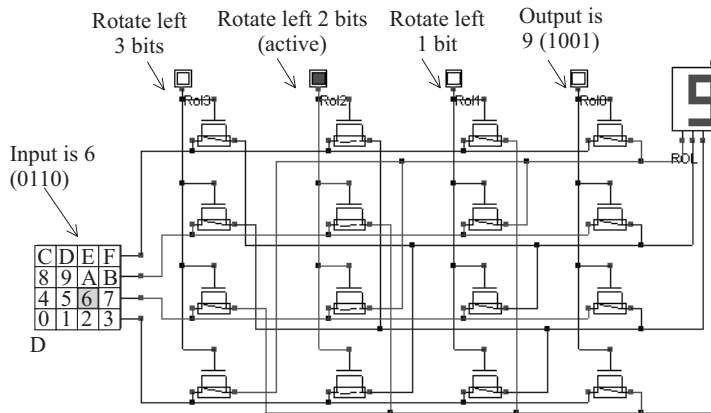 Rotate left
3 bits
Rotate left 2 bits
(active)
Rotate left
1 bit
Output is
9 (1001)
Rol3
Rol2
Rol1
Rol0
9
ROL
Input is 6
(0110)
C D E F
8 9 A B
4 5 6 7
0 1 2 3
D